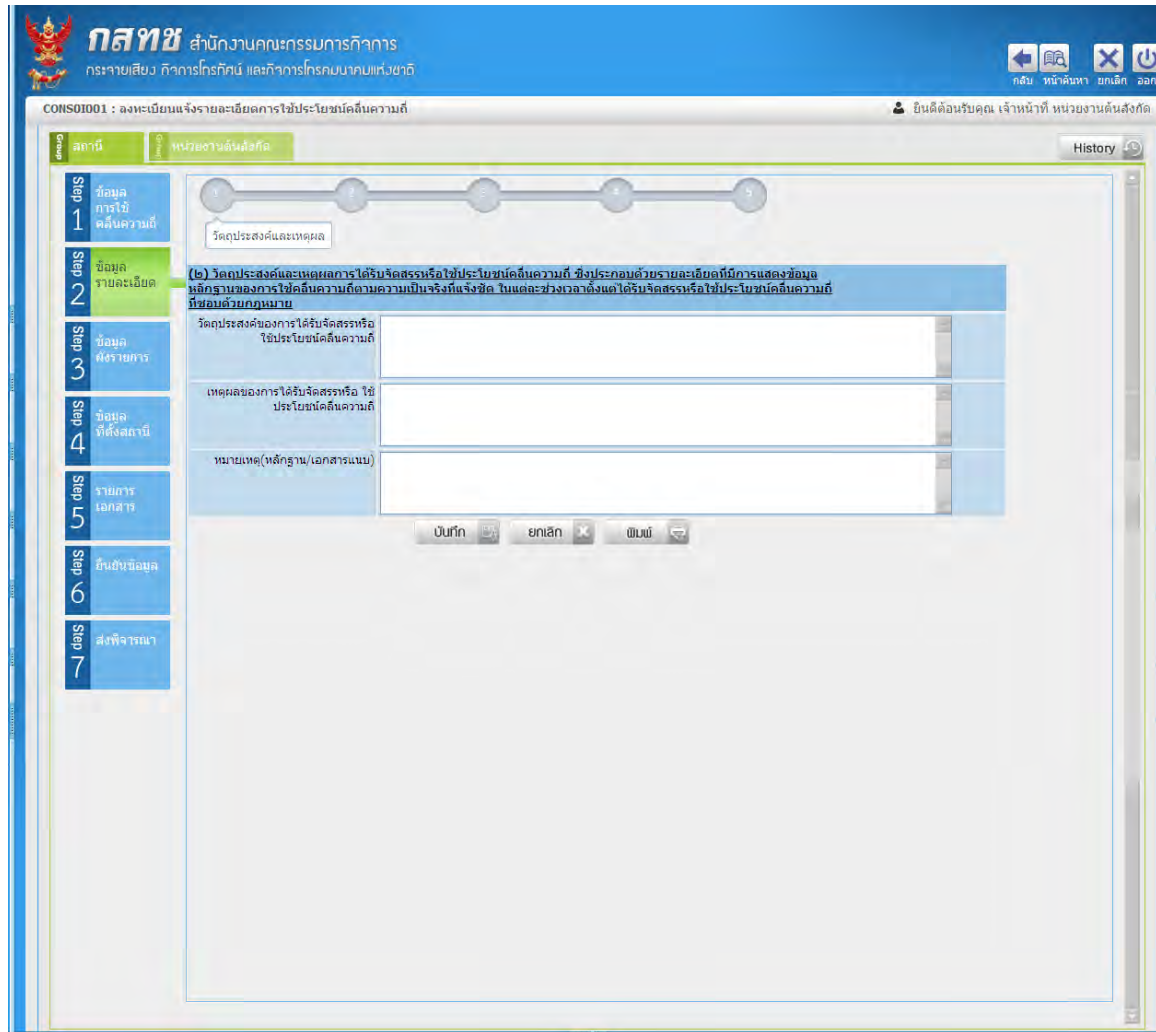 กสทช สำนักงานคณะกรรมการกิจการ
กระจายเสียง กิจการโทรทัศน์ และกิจการโทรคมนาคมแห่งชาติ
กลับ หน้าค้นหา ยกเลิก ออก
CONSOI001 : ลงทะเบียนแจ้งรายละเอียดการใช้ประโยชน์คลื่นความถี่
ยินดีต้อนรับคุณ เจ้าหน้าที่ หน่วยงานต้นสังกัด
Group สถานี
Group หน่วยงานต้นสังกัด
History
Step 1
ข้อมูล
การใช้
คลื่นความถี่
1 2 3 4 5
วัตถุประสงค์และเหตุผล
Step 2
ข้อมูล
รายละเอียด
(๒) วัตถุประสงค์และเหตุผลการได้รับจัดสรรหรือใช้ประโยชน์คลื่นความถี่ ซึ่งประกอบด้วยรายละเอียดที่มีการแสดงข้อมูล
หลักฐานของการใช้คลื่นความถี่ตามความเป็นจริงที่แจ้งชัด ในแต่ละช่วงเวลาตั้งแต่ได้รับจัดสรรหรือใช้ประโยชน์คลื่นความถี่
ที่ชอบด้วยกฎหมาย
วัตถุประสงค์ของการได้รับจัดสรรหรือ
ใช้ประโยชน์คลื่นความถี่
เหตุผลของการได้รับจัดสรรหรือ ใช้
ประโยชน์คลื่นความถี่
หมายเหตุ(หลักฐาน/เอกสารแนบ)
บันทึก ยกเลิก พิมพ์
Step 3
ข้อมูล
ผังรายการ
Step 4
ข้อมูล
ที่ตั้งสถานี
Step 5
รายการ
เอกสาร
Step 6
ยืนยันข้อมูล
Step 7
ส่งพิจารณา